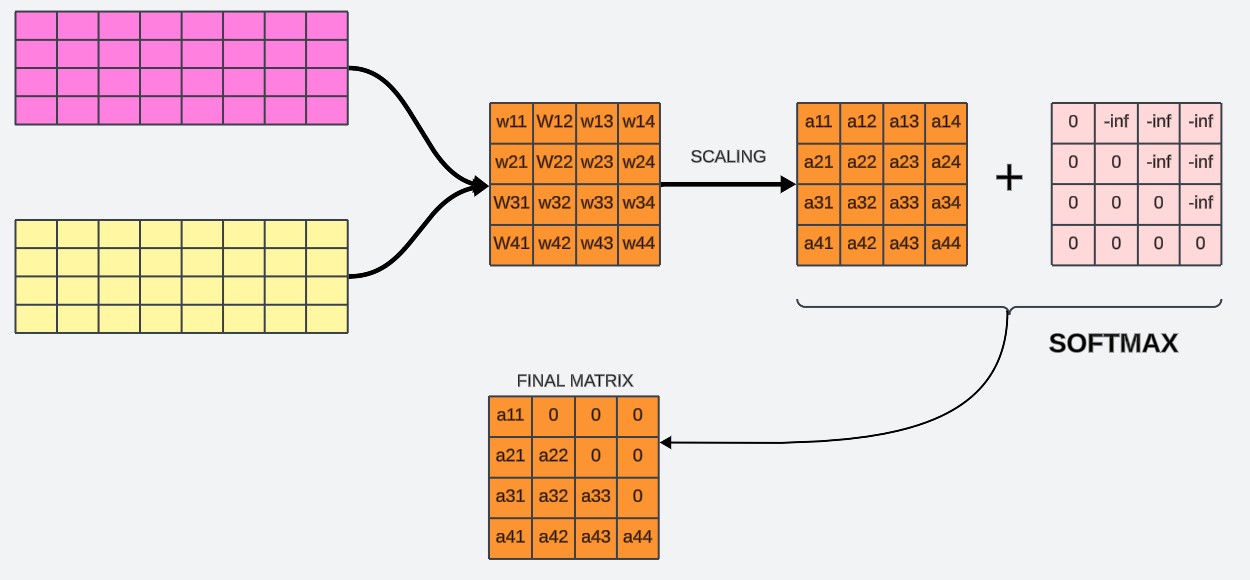 w11 W12 w13 w14
w21 W22 w23 w24
W31 w32 w33 w34
W41 w42 w43 w44
SCALING
a11 a12 a13 a14
a21 a22 a23 a24
a31 a32 a33 a34
a41 a42 a43 a44
+
0 -inf -inf -inf
0 0 -inf -inf
0 0 0 -inf
0 0 0 0
SOFTMAX
FINAL MATRIX
a11 0 0 0
a21 a22 0 0
a31 a32 a33 0
a41 a42 a43 a44